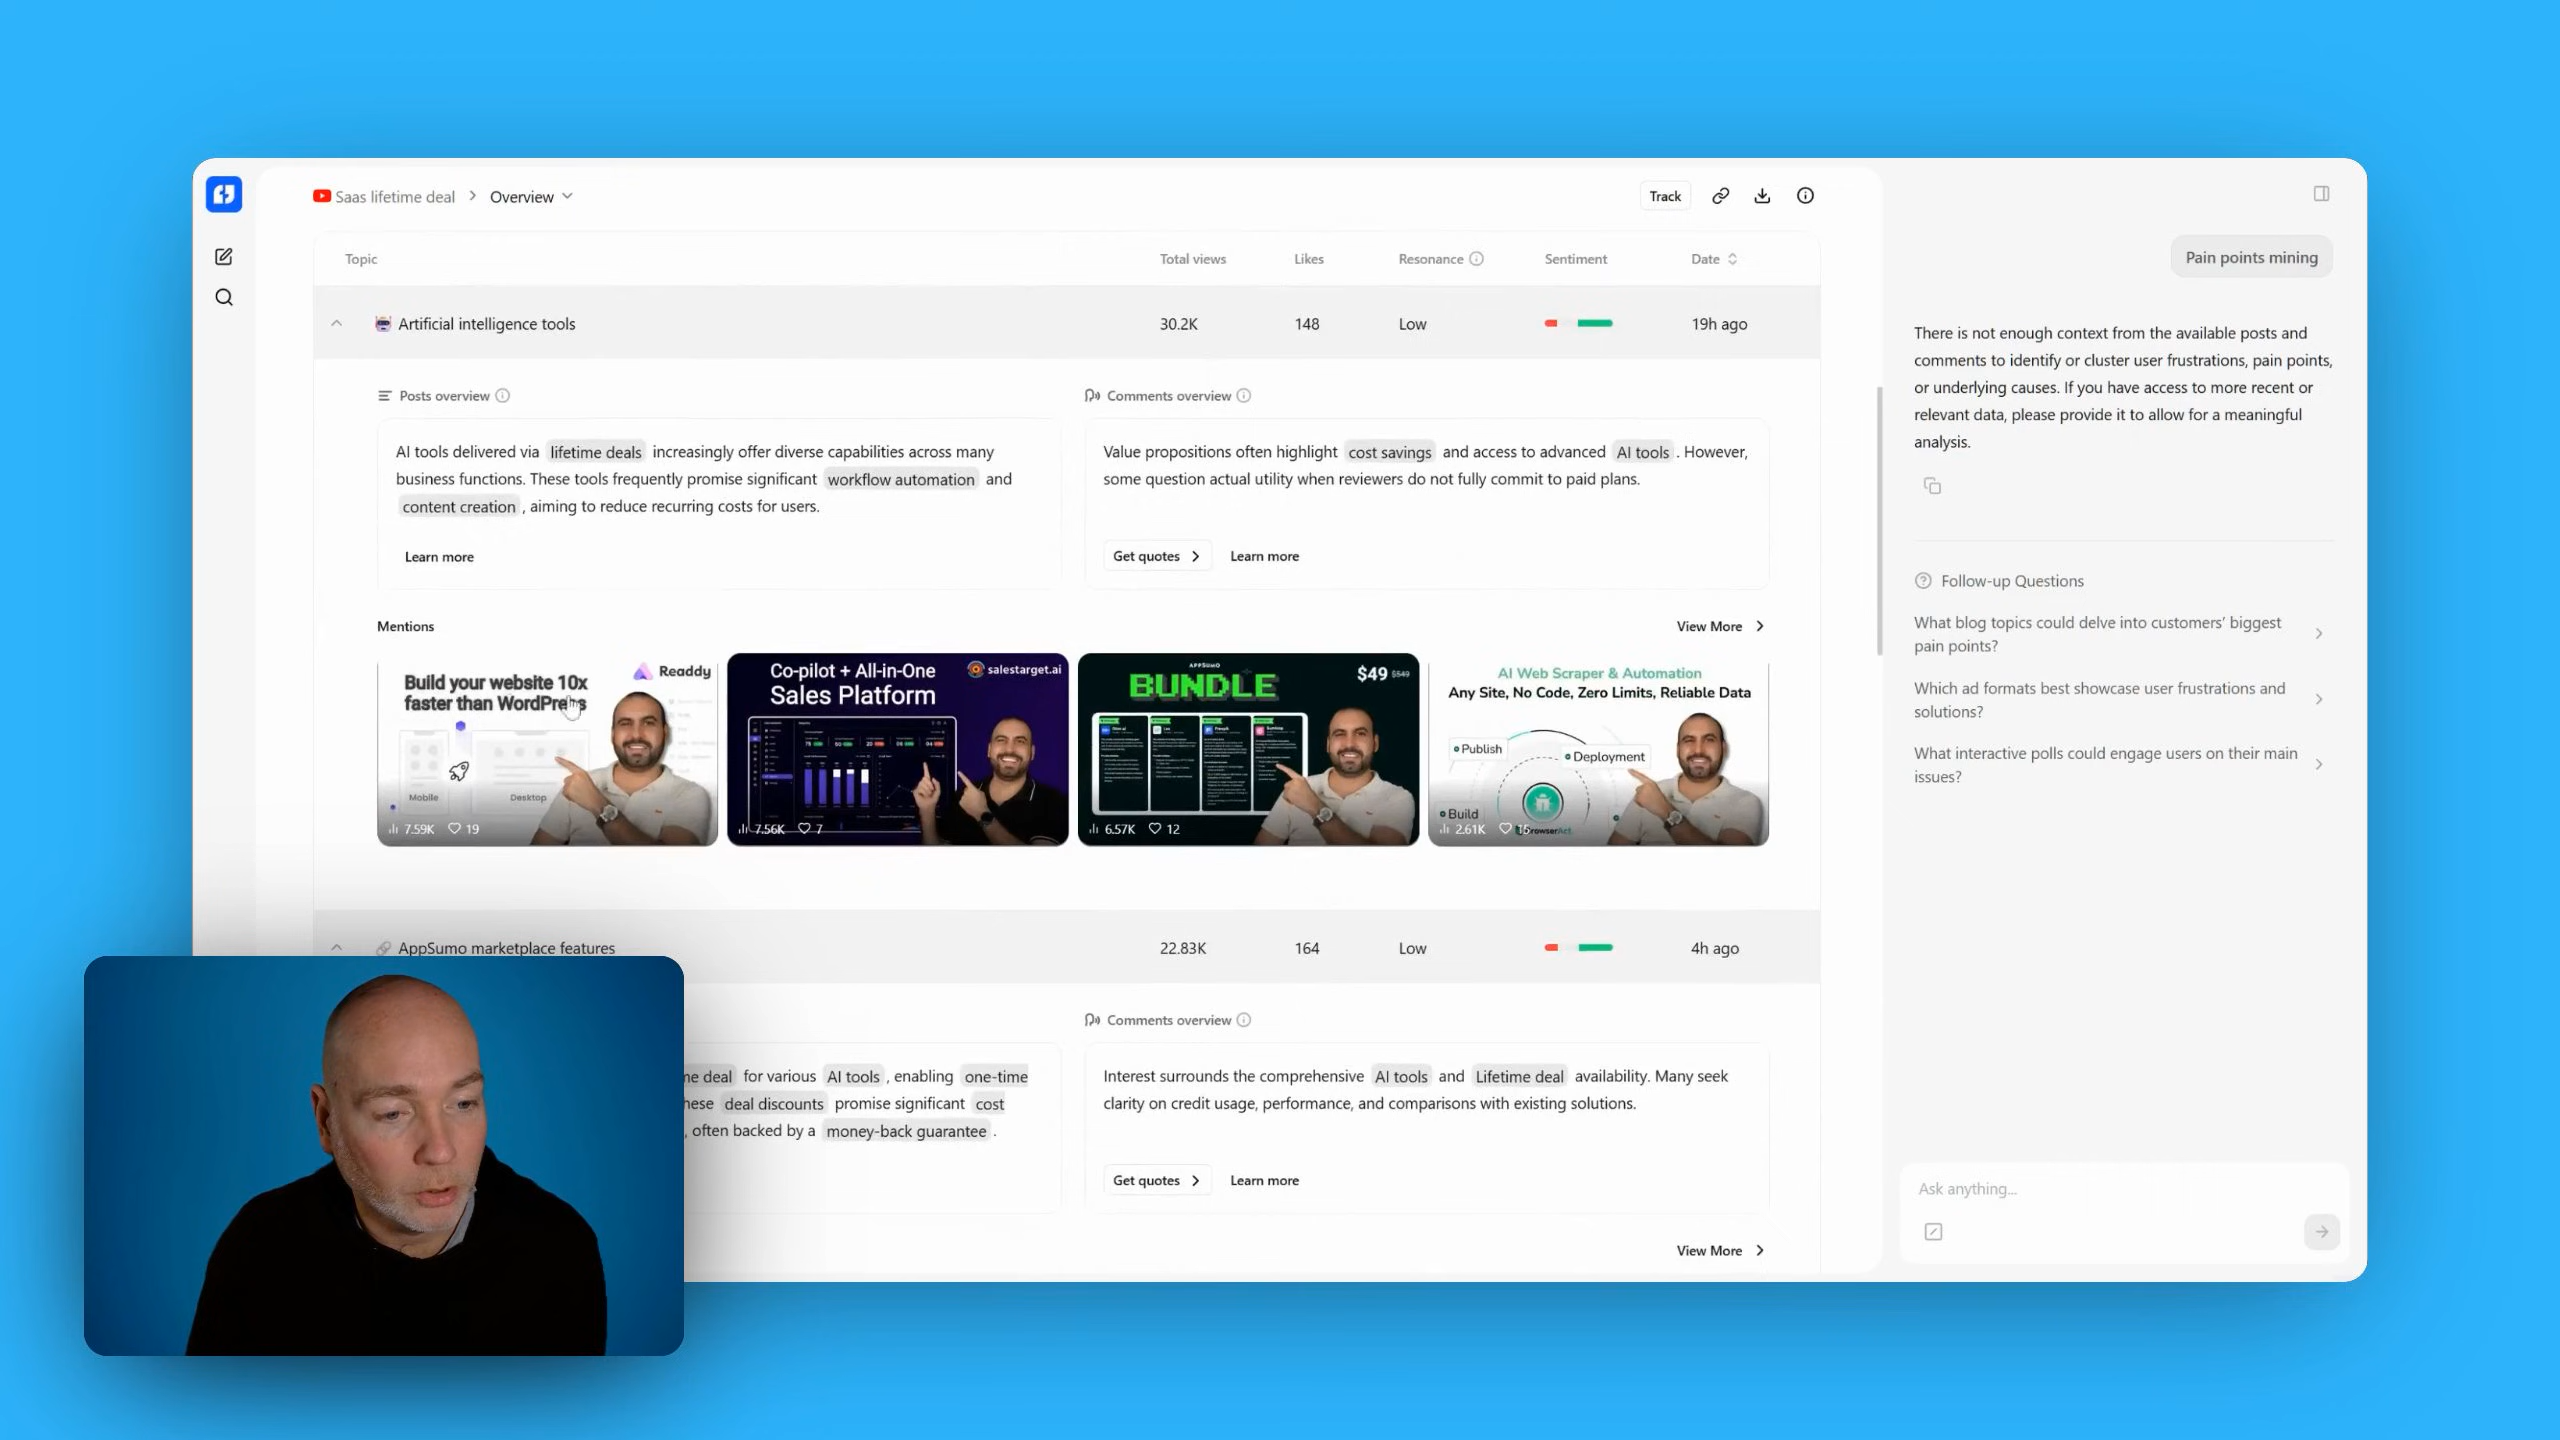 Saas lifetime deal > Overview
Track
Topic
Total views
Likes
Resonance
Sentiment
Date
Artificial intelligence tools
30.2K
148
Low
19h ago
Posts overview
AI tools delivered via lifetime deals increasingly offer diverse capabilities across many
business functions. These tools frequently promise significant workflow automation and
content creation , aiming to reduce recurring costs for users.
Learn more
Comments overview
Value propositions often highlight cost savings and access to advanced AI tools . However,
some question actual utility when reviewers do not fully commit to paid plans.
Get quotes >
Learn more
Mentions
View More >
Readdy
Build your website 10x
faster than WordPress
Mobile
Desktop
7.59K
19
Co-pilot + All-in-One
Sales Platform
salestarget.ai
7.56K
7
APPSUMO
BUNDLE
$49 $549
6.57K
12
AI Web Scraper & Automation
Any Site, No Code, Zero Limits, Reliable Data
Publish
Deployment
Build
BrowserAct
2.61K
15
AppSumo marketplace features
22.83K
164
Low
4h ago
me deal for various AI tools , enabling one-time
hese deal discounts promise significant cost
, often backed by a money-back guarantee .
Comments overview
Interest surrounds the comprehensive AI tools and Lifetime deal availability. Many seek
clarity on credit usage, performance, and comparisons with existing solutions.
Get quotes >
Learn more
View More >
Pain points mining
There is not enough context from the available posts and
comments to identify or cluster user frustrations, pain points,
or underlying causes. If you have access to more recent or
relevant data, please provide it to allow for a meaningful
analysis.
Follow-up Questions
What blog topics could delve into customers' biggest
pain points?
Which ad formats best showcase user frustrations and
solutions?
What interactive polls could engage users on their main
issues?
Ask anything...